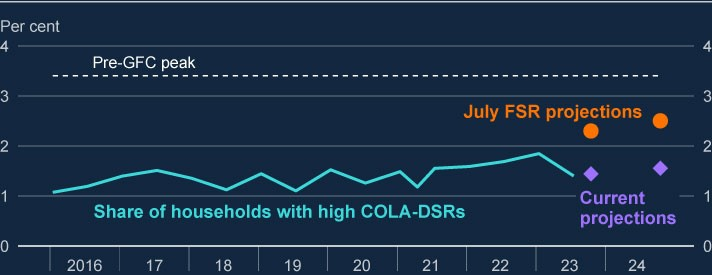 Per cent
4 4
Pre-GFC peak
3 3
July FSR projections
2 2
1 1
Current
projections
Share of households with high COLA-DSRs
0 0
2016 17 18 19 20 21 22 23 24